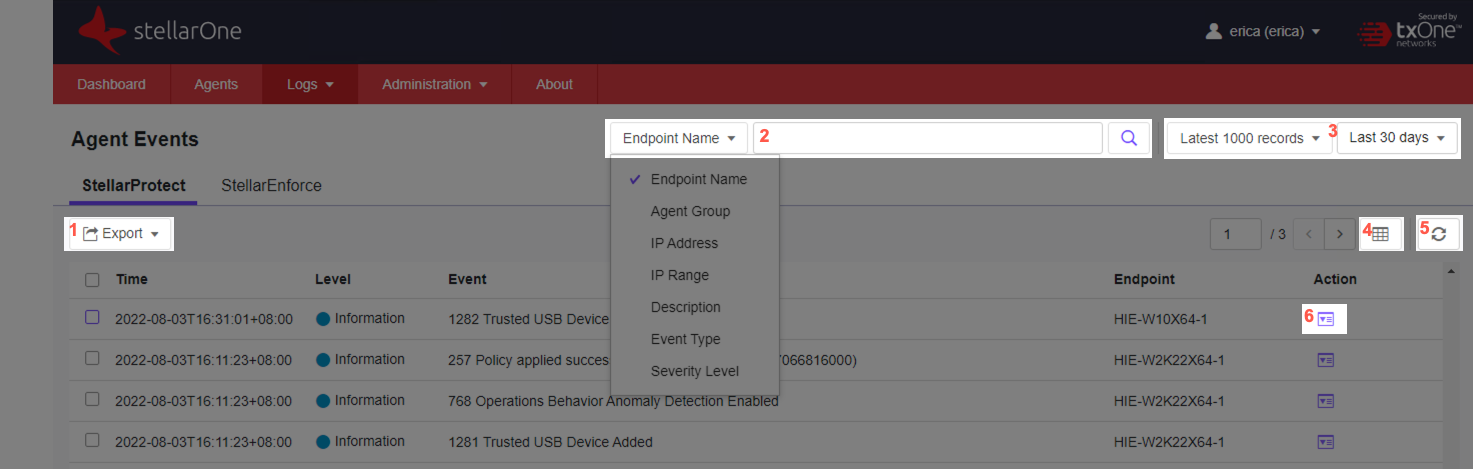 stellarOne
erica (erica)
Secured by
txOne™
networks
Dashboard Agents Logs Administration About
Agent Events
Endpoint Name 2
Latest 1000 records 3 Last 30 days
StellarProtect StellarEnforce
Endpoint Name
Agent Group
IP Address
IP Range
Description
Event Type
Severity Level
1 Export
1 / 3 < > 4 5
Time Level Event Endpoint Action
2022-08-03T16:31:01+08:00 Information 1282 Trusted USB Device HIE-W10X64-1 6
2022-08-03T16:11:23+08:00 Information 257 Policy applied succes 7066816000) HIE-W2K22X64-1
2022-08-03T16:11:23+08:00 Information 768 Operations Behavior Anomaly Detection Enabled HIE-W2K22X64-1
2022-08-03T16:11:23+08:00 Information 1281 Trusted USB Device Added HIE-W2K22X64-1